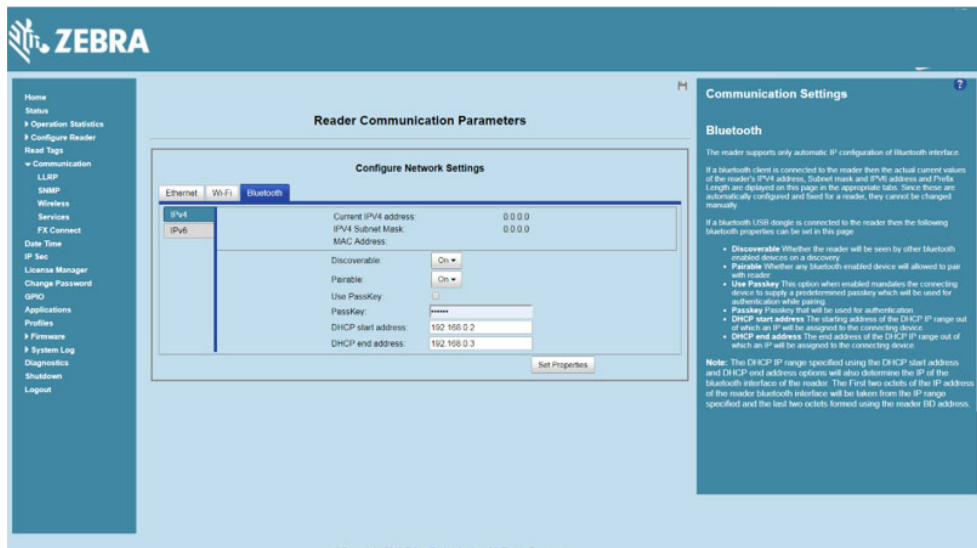 ZEBRA
Home
Status
Operation Statistics
Configure Reader
Read Tags
Communication
LLRP
SNMP
Wireless
Services
FX Connect
Date Time
IP Sec
License Manager
Change Password
GPIO
Applications
Profiles
Firmware
System Log
Diagnostics
Shutdown
Logout
Reader Communication Parameters
Configure Network Settings
Ethernet Wi-Fi Bluetooth
IPv4
IPv6
Current IPV4 address: 0.0.0.0
IPV4 Subnet Mask: 0.0.0.0
MAC Address:
Discoverable: On
Pairable: On
Use PassKey
PassKey: ••••••
DHCP start address: 192.168.0.2
DHCP end address: 192.168.0.3
Set Properties
?
Communication Settings
Bluetooth
The reader supports only automatic IP configuration of Bluetooth interface.
If a bluetooth client is connected to the reader then the actual current values
of the reader's IPV4 address, Subnet mask and IPV6 address and Prefix
Length are diplayed on this page in the appropriate tabs. Since these are
automatically configured and fixed for a reader, they cannot be changed
manually
If a bluetooth USB dongle is connected to the reader then the following
bluetooth properties can be set in this page
• Discoverable Whether the reader will be seen by other bluetooth
enabled deivces on a discovery.
• Pairable Whether any bluetooth enabled device will allowed to pair
with reader.
• Use Passkey This option when enabled mandates the connecting
device to supply a predetermined passkey which will be used for
authentication while pairing.
• Passkey Passkey that will be used for authentication
• DHCP start address The starting address of the DHCP IP range out
of which an IP will be assigned to the connecting device.
• DHCP end address The end address of the DHCP IP range out of
which an IP will be assigned to the connecting device.
Note: The DHCP IP range specified using the DHCP start address
and DHCP end address options will also determine the IP of the
bluetooth interface of the reader. The First two octets of the IP address
of the reader bluetooth interface will be taken from the IP range
specified and the last two octets formed using the reader BD address.